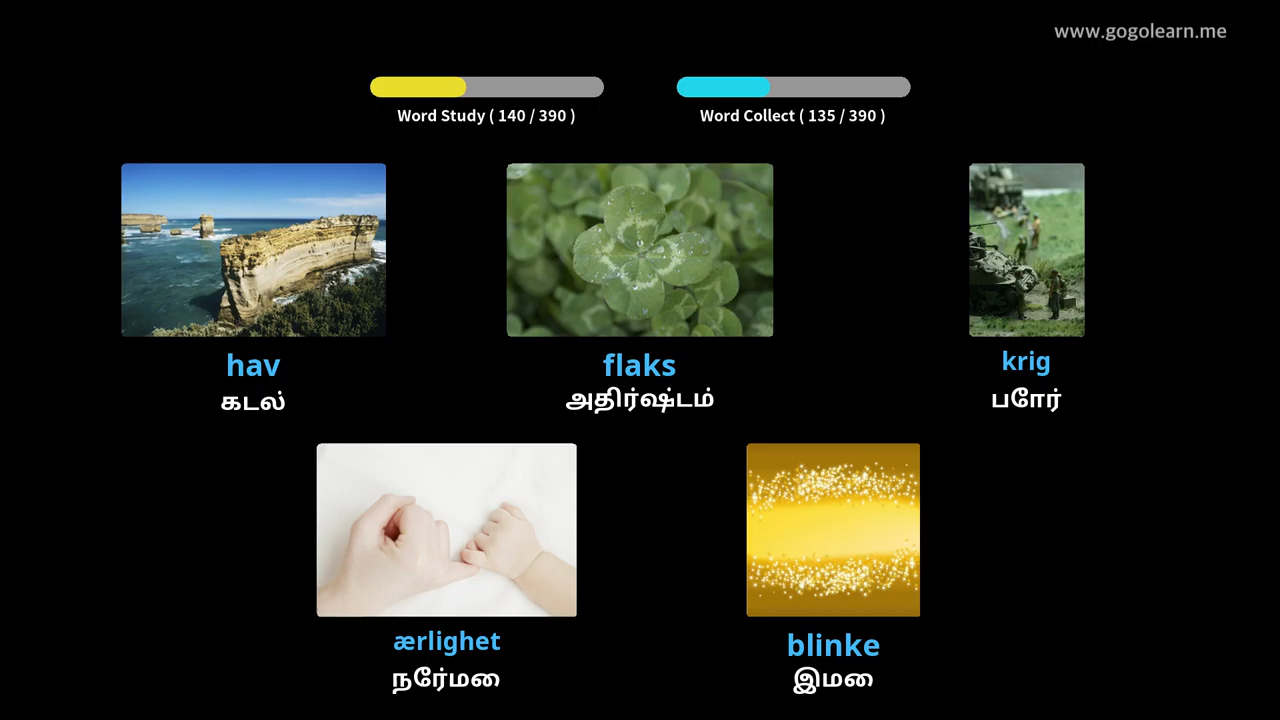 www.gogolearn.me
Word Study ( 140 / 390 )
Word Collect ( 135 / 390 )
hav
கடல்
flaks
அதிர்ஷ்டம்
krig
போர்
ærlighet
நேர்மை
blinke
இமை